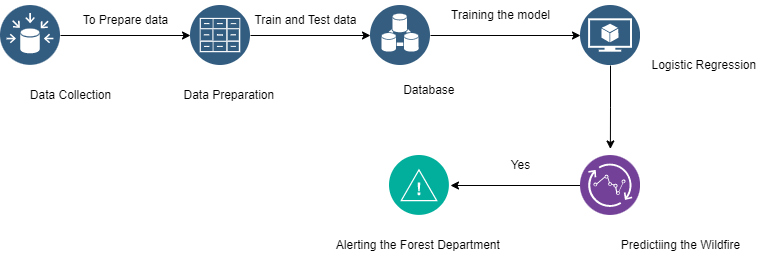 To Prepare data
Train and Test data
Training the model
Data Collection
Data Preparation
Database
Logistic Regression
Yes
!
Alerting the Forest Department
Predictiing the Wildfire